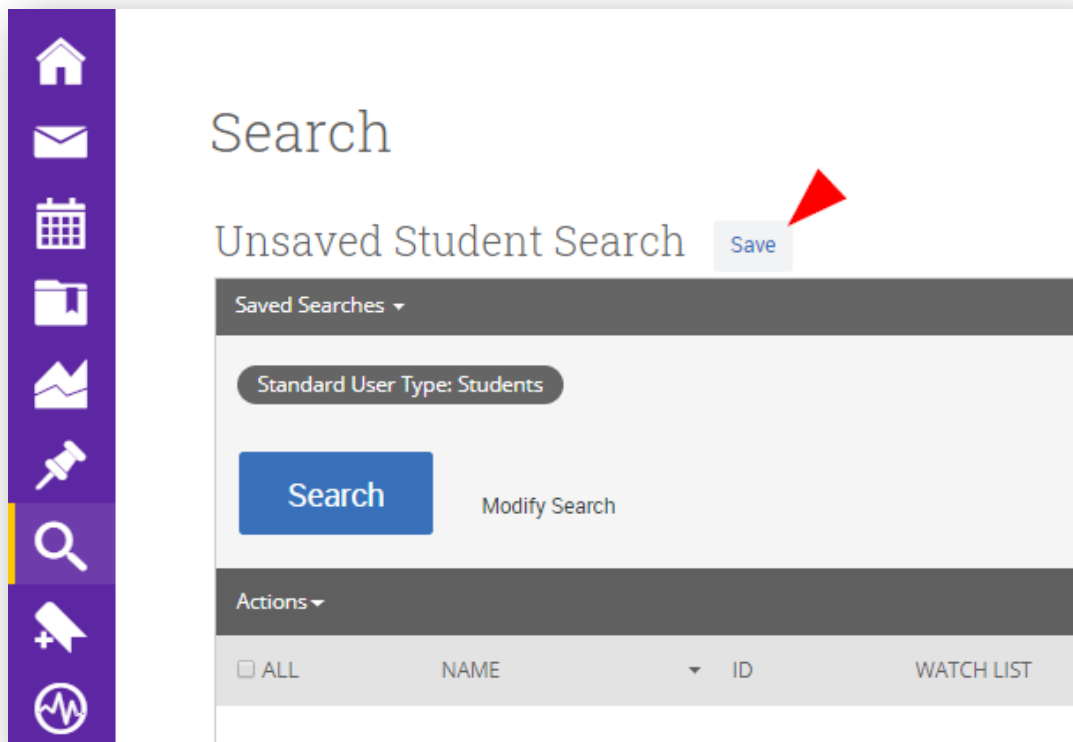 Search
Unsaved Student Search Save
Saved Searches
Standard User Type: Students
Search Modify Search
Actions
ALL NAME ID WATCH LIST